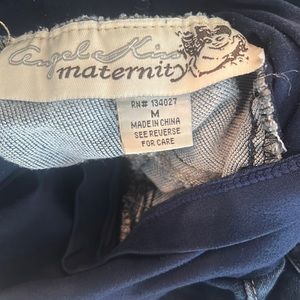 Angel Kiss
maternity
RN# 134027
M
MADE IN CHINA
SEE REVERSE
FOR CARE